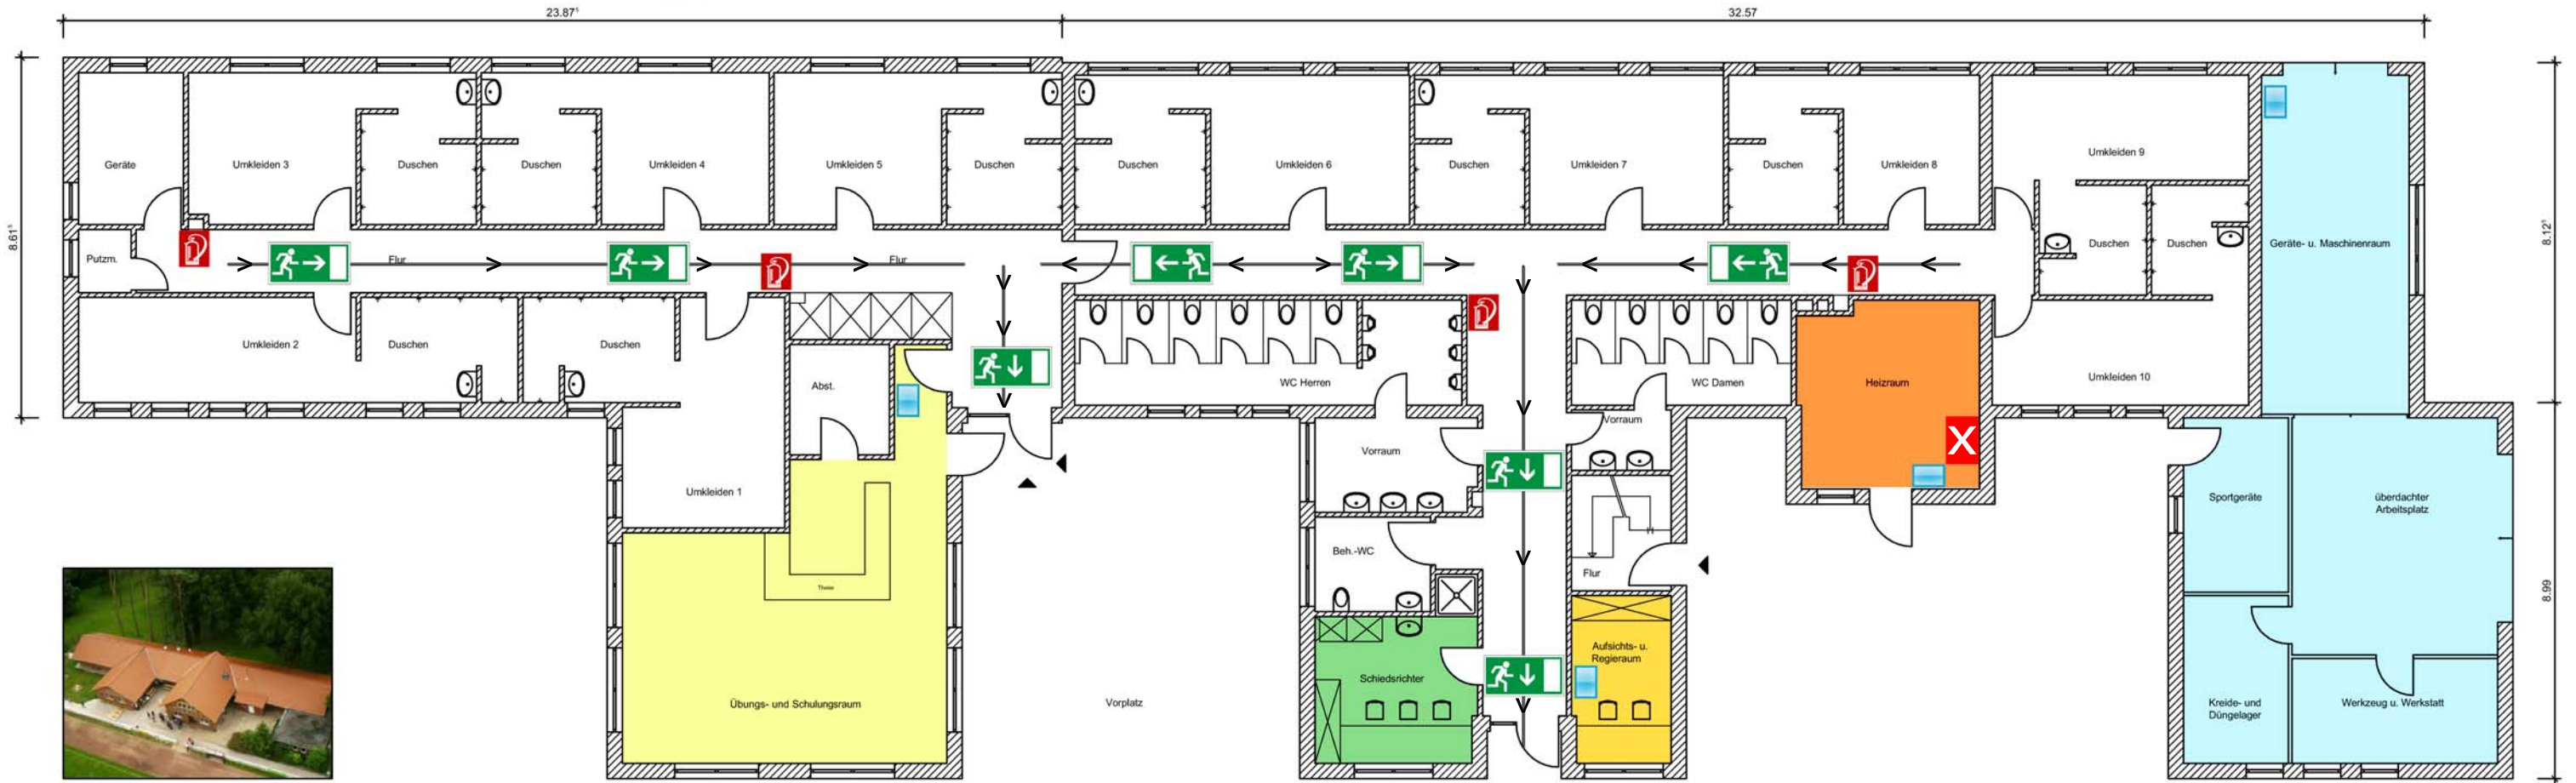 23.87⁵
32.57
8.61⁵
8.12⁵
8.99
Geräte
Umkleiden 3
Duschen
Duschen
Umkleiden 4
Umkleiden 5
Duschen
Duschen
Umkleiden 6
Duschen
Umkleiden 7
Duschen
Umkleiden 8
Umkleiden 9
Duschen
Duschen
Geräte- u. Maschinenraum
Putzm.
Flur
Flur
Umkleiden 2
Duschen
Duschen
Abst.
WC Herren
WC Damen
Heizraum
Umkleiden 10
X
Vorraum
Vorraum
Umkleiden 1
Sportgeräte
überdachter
Arbeitsplatz
Beh.-WC
Flur
Theke
Aufsichts- u.
Regieraum
Schiedsrichter
Übungs- und Schulungsraum
Vorplatz
Kreide- und
Düngelager
Werkzeug u. Werkstatt